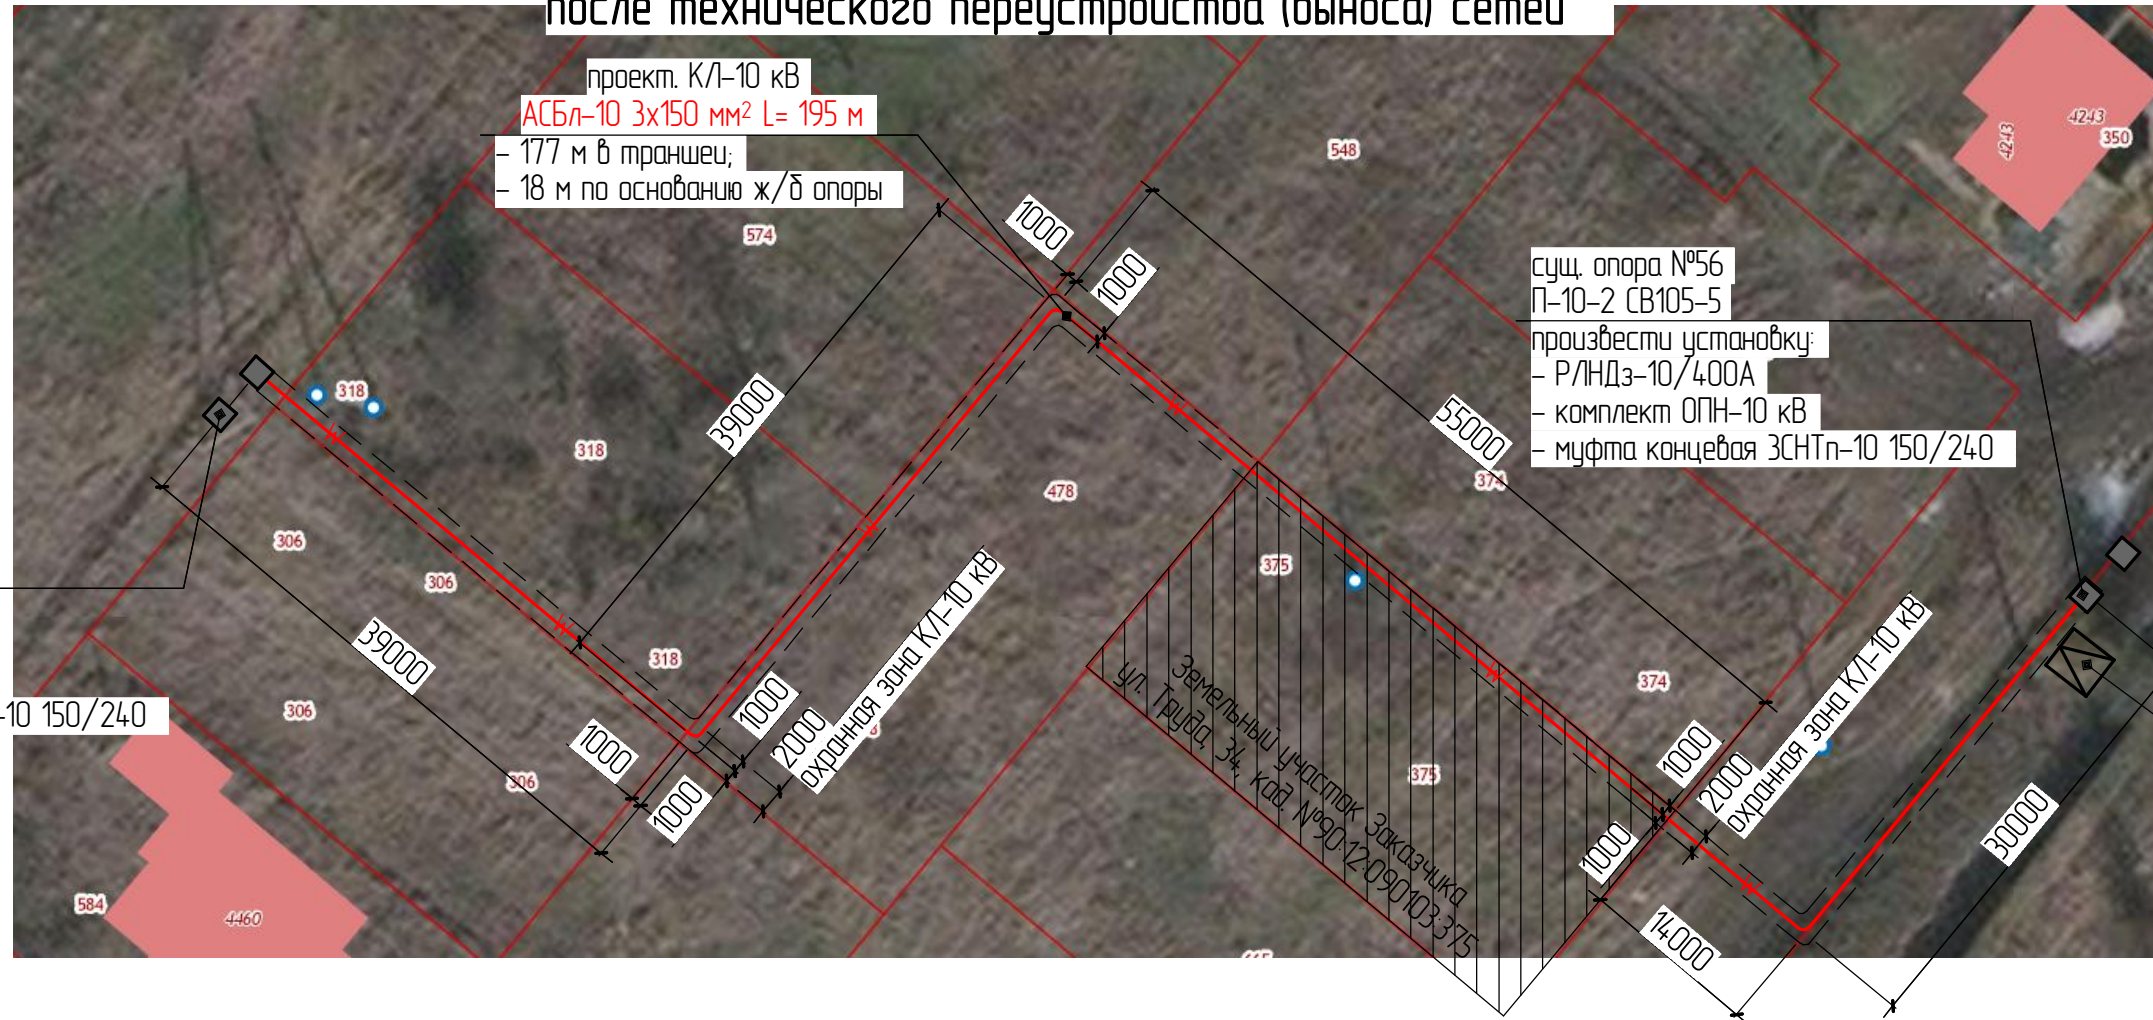 после технического переустройства (выноса) сетей
проект. КЛ-10 кВ
АСБл-10 3х150 мм² L= 195 м
- 177 м в траншеи;
- 18 м по основанию ж/б опоры
сущ. опора №56
П-10-2 СВ105-5
произвести установку:
- РЛНДз-10/400А
- комплект ОПН-10 кВ
- муфта концевая 3СНТп-10 150/240
-10 150/240
4243
4243
350
548
574
1000
1000
318
39000
55000
318
374
478
306
375
306
охранная зона КЛ-10 кВ
39000
318
Земельный участок Заказчика
ул. Труда, 34, кад. №90:12:090103:375
374
охранная зона КЛ-10 кВ
306
1000
2000
1000
1000
306
375
1000
2000
1000
30000
584
4460
14000